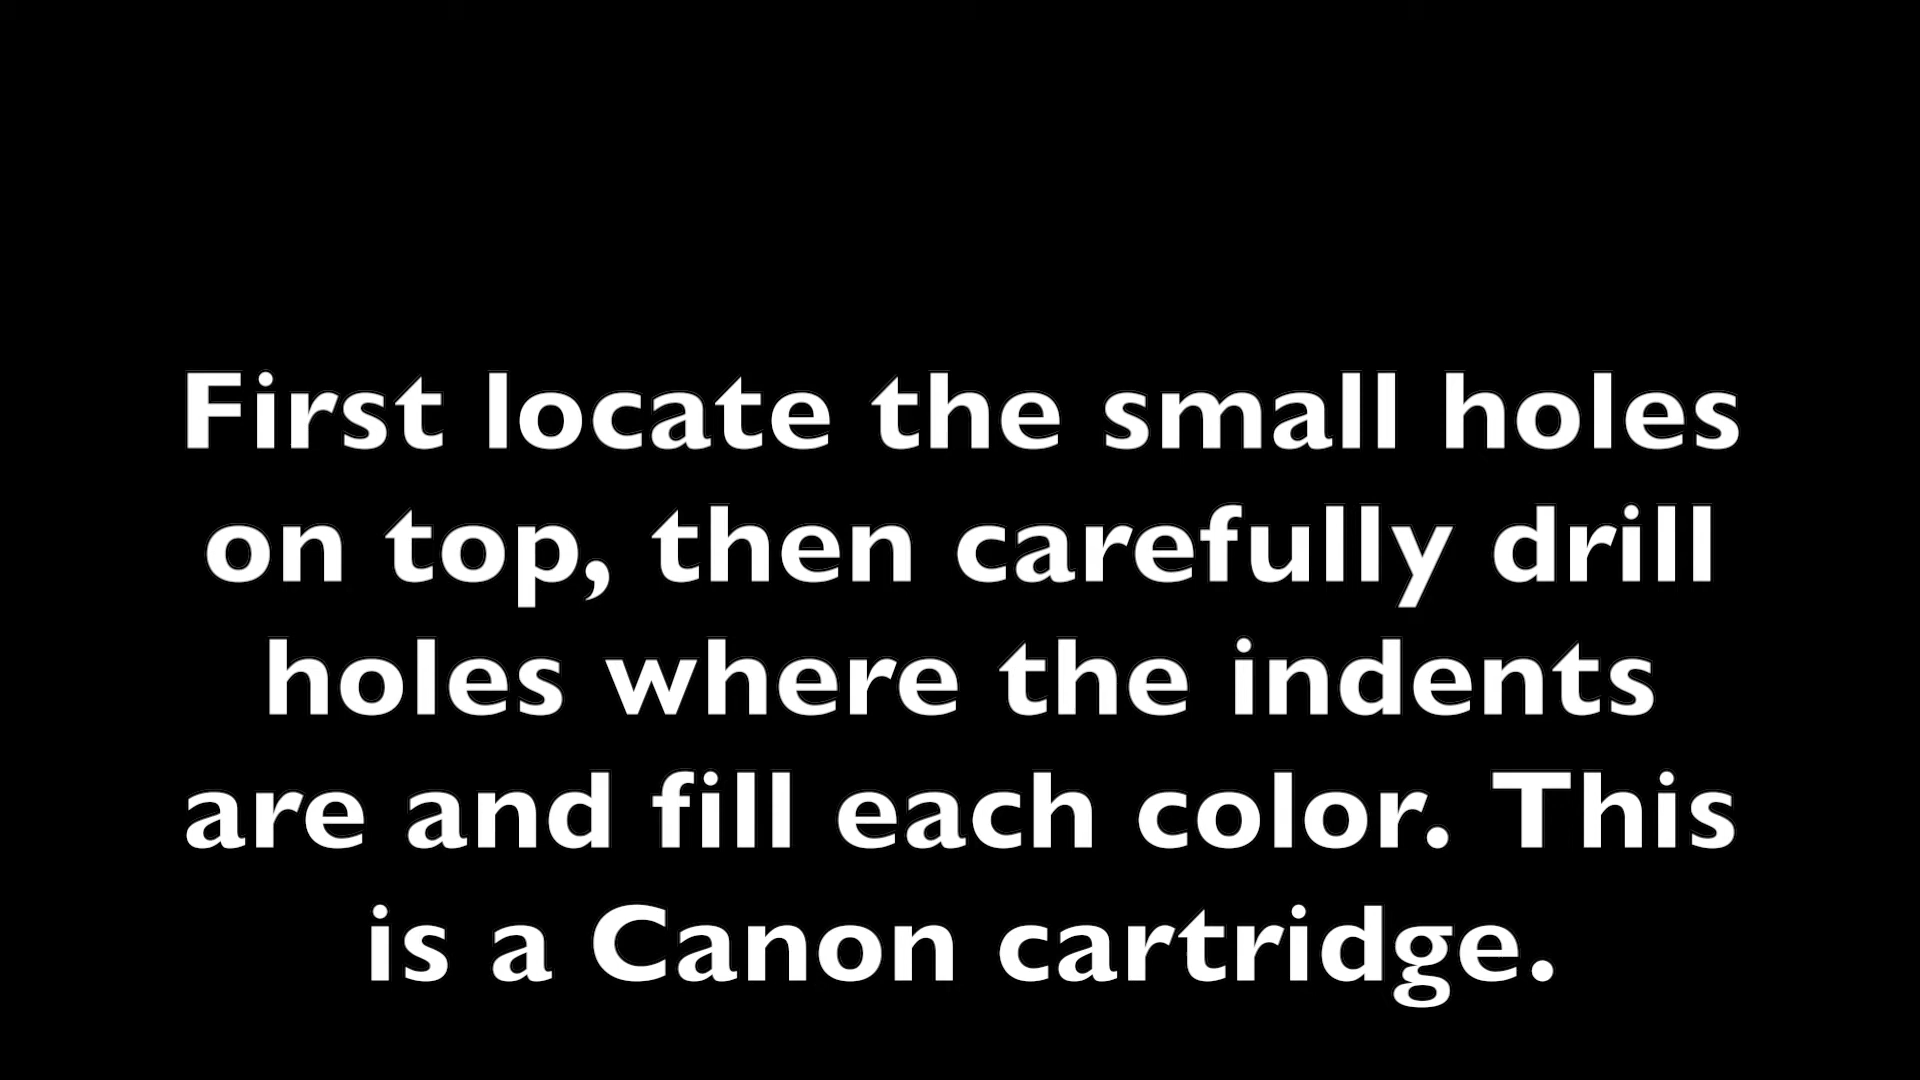 First locate the small holes
on top, then carefully drill
holes where the indents
are and fill each color. This
is a Canon cartridge.